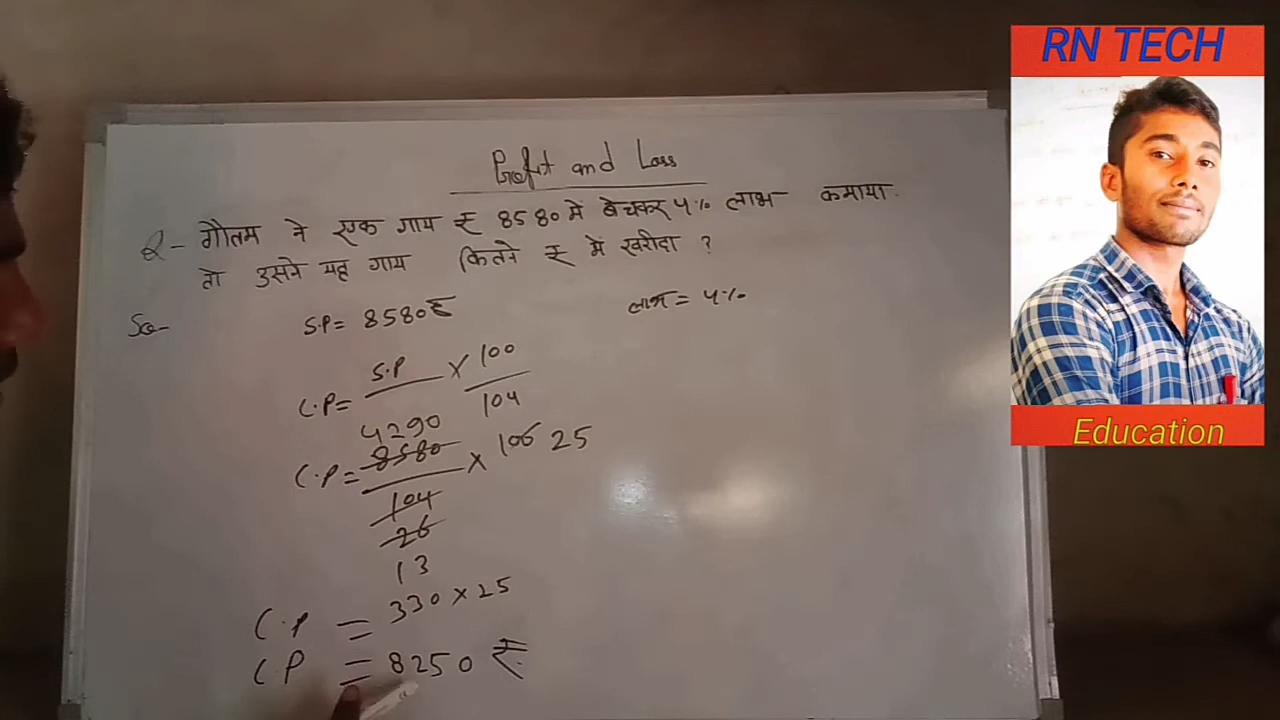 RN TECH
Education
Profit and Loss
Q- गौतम ने एक गाय ₹ 8580 मे बेचकर 4% लाभ कमाया.
तो उसने यह गाय कितने ₹ में खरीदा ?
So- S.P= 8580₹ लाभ = 4%
C.P= S.P × 100
104
4290
C.P= 8580 × 100 25
104
26
13
C.P = 330 × 25
C P = 8250 ₹.